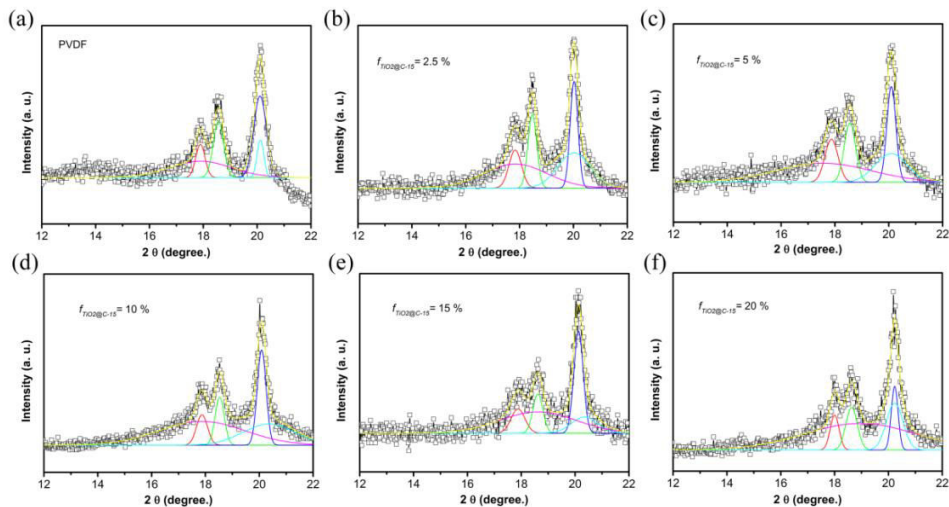 (a)
PVDF
Intensity (a. u.)
12 14 16 18 20 22
2 θ (degree.)
(b)
fTiO2@C-15= 2.5 %
Intensity (a. u.)
12 14 16 18 20 22
2 θ (degree.)
(c)
fTiO2@C-15= 5 %
Intensity (a. u.)
12 14 16 18 20 22
2 θ (degree.)
(d)
fTiO2@C-15= 10 %
Intensity (a. u.)
12 14 16 18 20 22
2 θ (degree.)
(e)
fTiO2@C-15= 15 %
Intensity (a. u.)
12 14 16 18 20 22
2 θ (degree.)
(f)
fTiO2@C-15= 20 %
Intensity (a. u.)
12 14 16 18 20 22
2 θ (degree.)